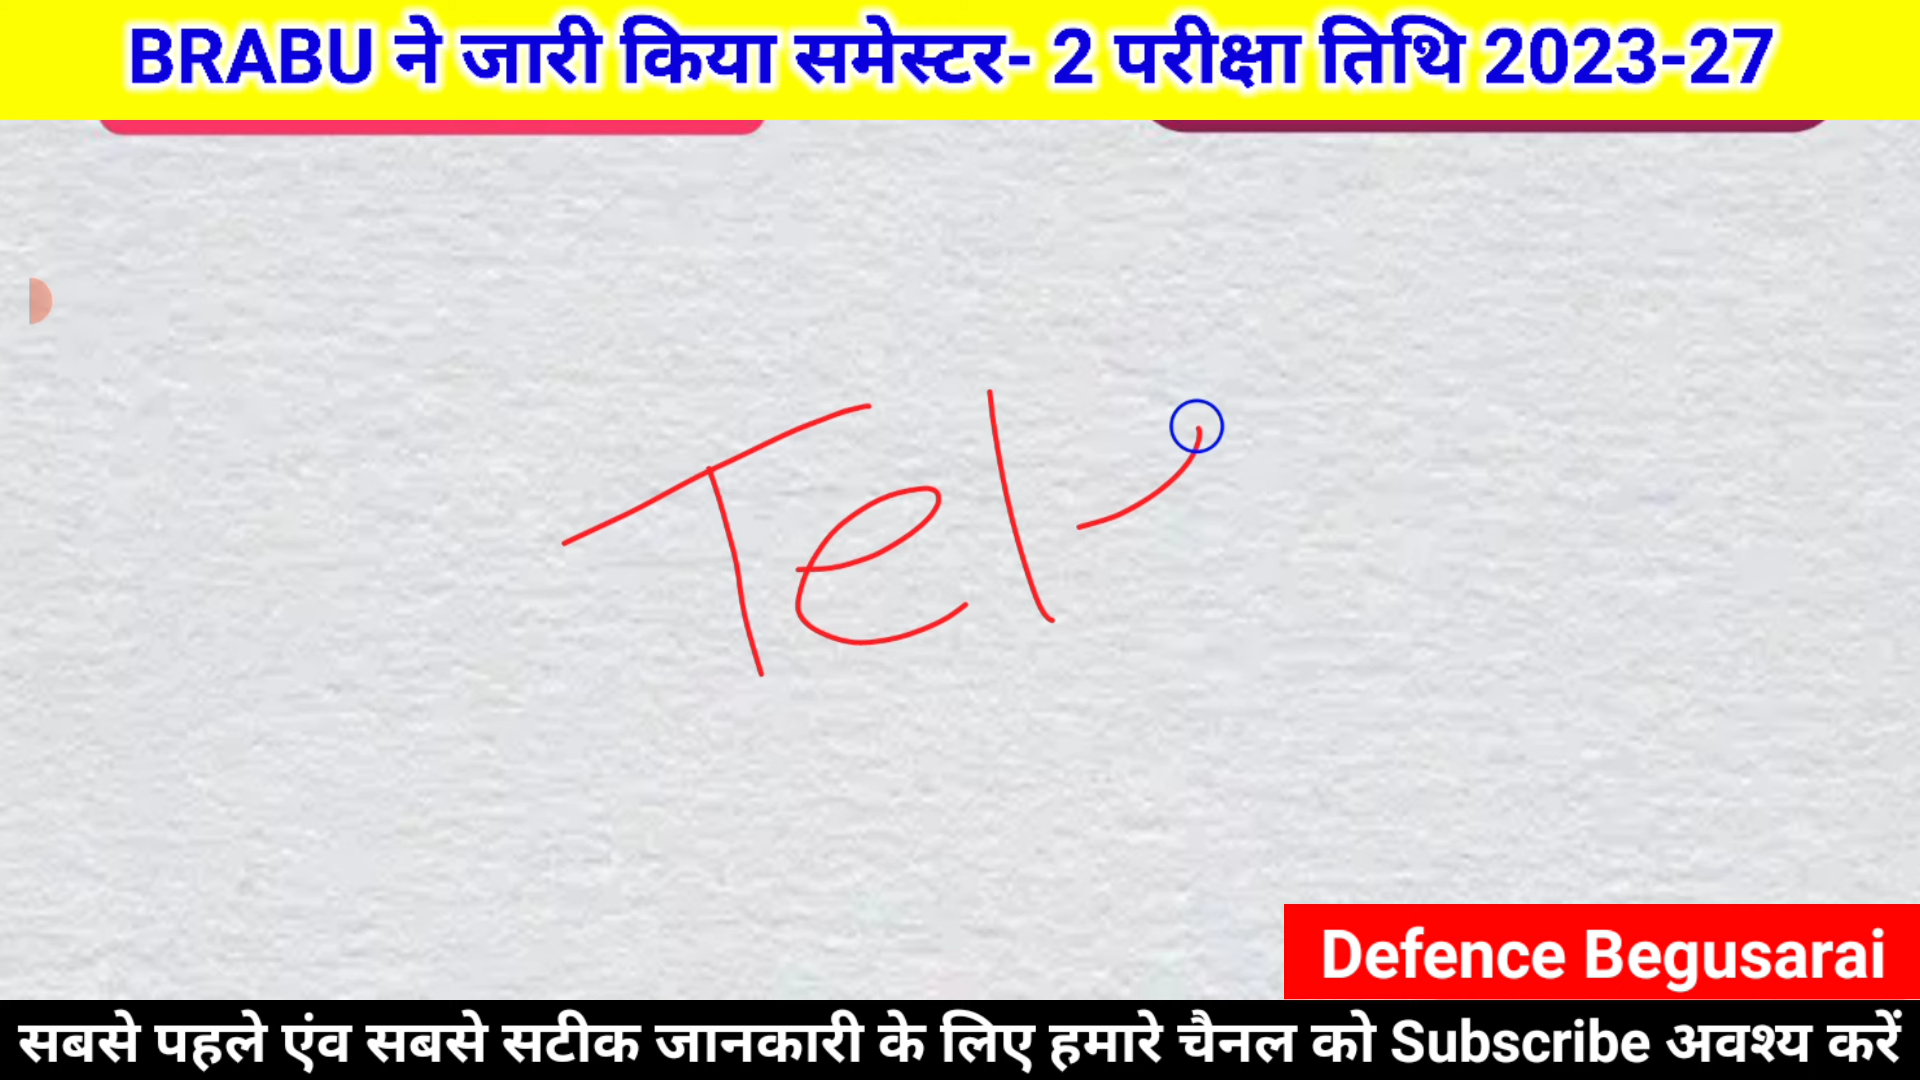 BRABU ने जारी किया समेस्टर- 2 परीक्षा तिथि 2023-27
Tel
Defence Begusarai
सबसे पहले एंव सबसे सटीक जानकारी के लिए हमारे चैनल को Subscribe अवश्य करें